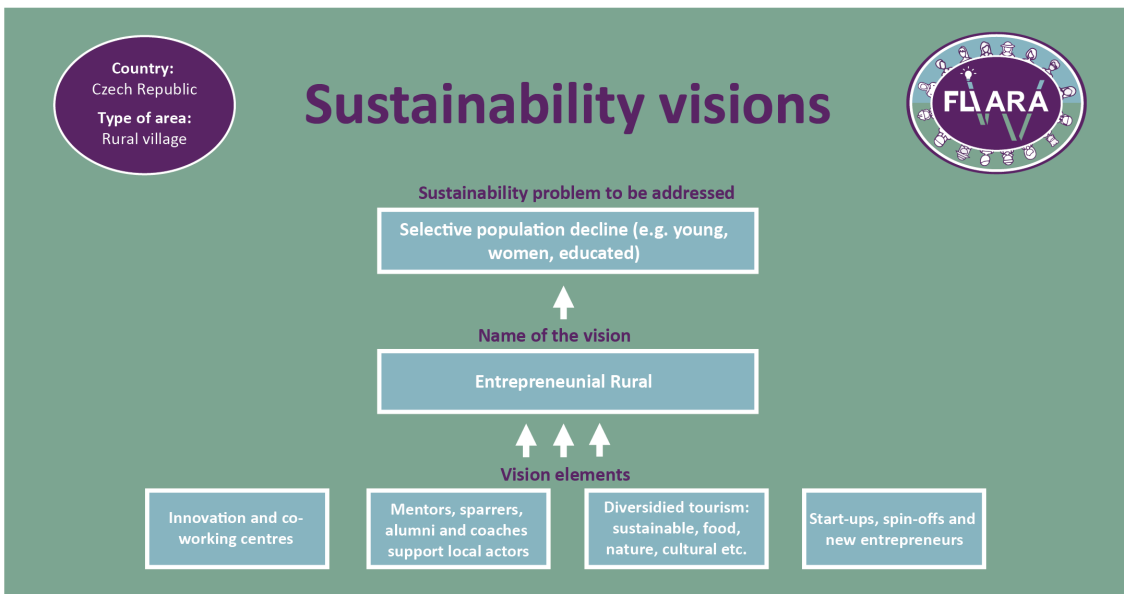 Country:
Czech Republic
Type of area:
Rural village
Sustainability visions
FLIARA
Sustainability problem to be addressed
Selective population decline (e.g. young,
women, educated)
Name of the vision
Entrepreneunial Rural
Vision elements
Innovation and co-
working centres
Mentors, sparrers,
alumni and coaches
support local actors
Diversidied tourism:
sustainable, food,
nature, cultural etc.
Start-ups, spin-offs and
new entrepreneurs